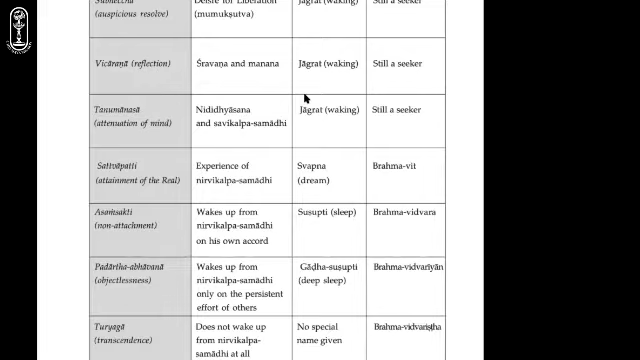 Śubhecchā Desire for Liberation Jāgrat (waking) Still a seeker
(auspicious resolve) (mumukṣutva)
Vicāraṇā (reflection) Śravaṇa and manana Jāgrat (waking) Still a seeker
Tanumānasā Nididhyāsana Jāgrat (waking) Still a seeker
(attenuation of mind) and savikalpa-samādhi
Sattvāpatti Experience of Svapna Brahma-vit
(attainment of the Real) nirvikalpa-samādhi (dream)
Asaṁsakti Wakes up from Susupti (sleep) Brahma-vidvara
(non-attachment) nirvikalpa-samādhi
on his own accord
Padārtha-abhāvanā Wakes up from Gāḍha-suṣupti Brahma-vidvarīyān
(objectlessness) nirvikalpa-samādhi (deep sleep)
only on the persistent
effort of others
Turyagā Does not wake up No special Brahma-vidvariṣṭha
(transcendence) from nirvikalpa- name given
samādhi at all